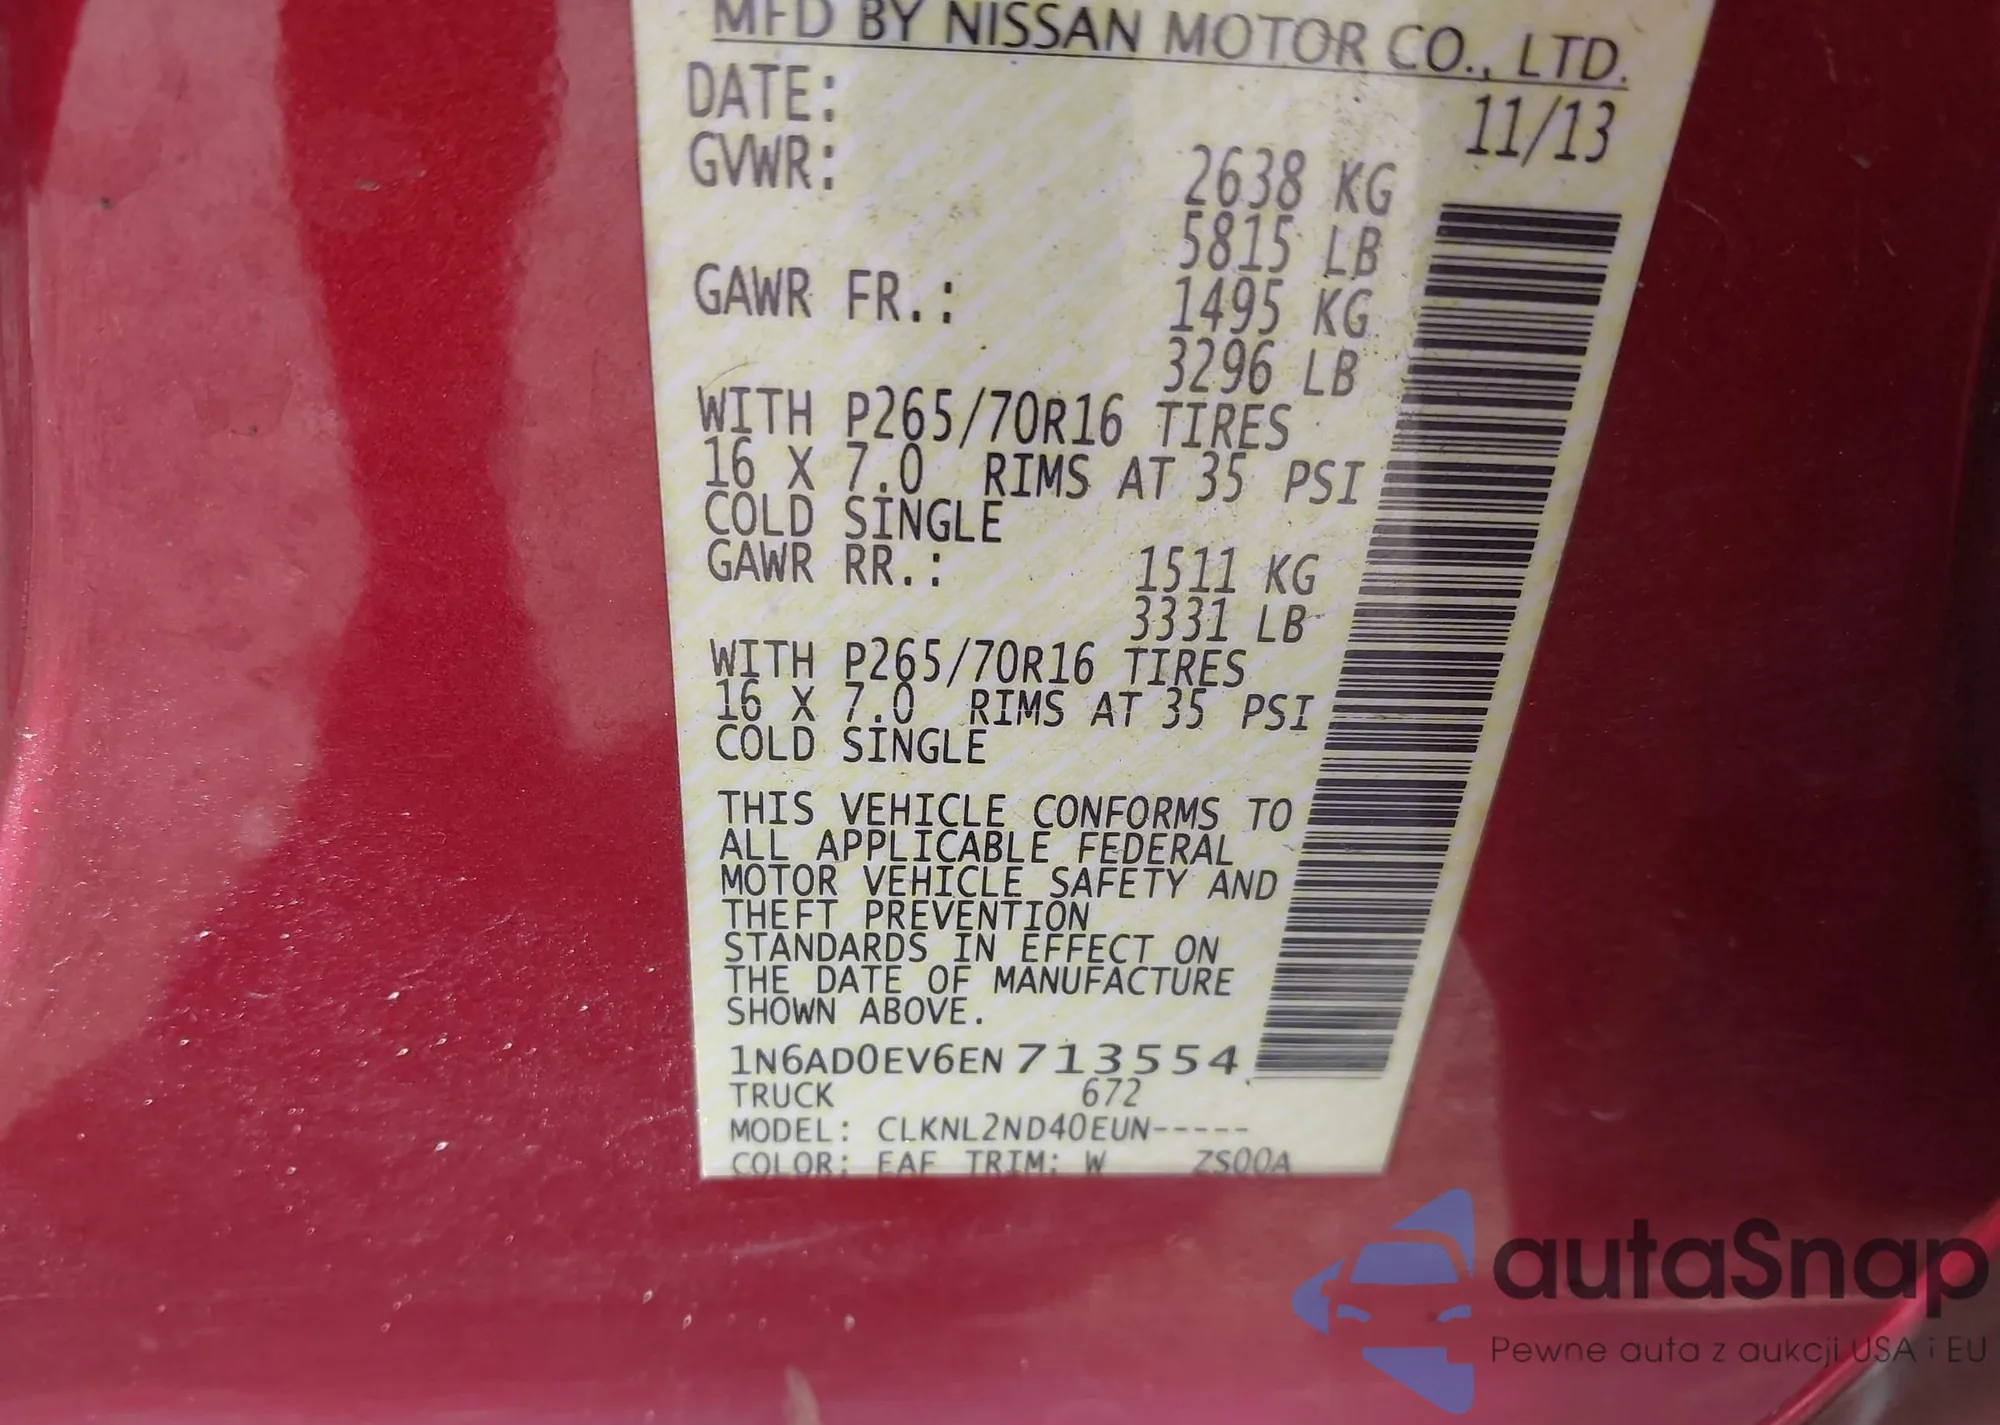 MFD BY NISSAN MOTOR CO., LTD.
DATE: 11/13
GVWR: 2638 KG
5815 LB
GAWR FR.: 1495 KG
3296 LB
WITH P265/70R16 TIRES
16 X 7.0 RIMS AT 35 PSI
COLD SINGLE
GAWR RR.: 1511 KG
3331 LB
WITH P265/70R16 TIRES
16 X 7.0 RIMS AT 35 PSI
COLD SINGLE
THIS VEHICLE CONFORMS TO
ALL APPLICABLE FEDERAL
MOTOR VEHICLE SAFETY AND
THEFT PREVENTION
STANDARDS IN EFFECT ON
THE DATE OF MANUFACTURE
SHOWN ABOVE.
1N6AD0EV6EN713554
TRUCK 672
MODEL: CLKNL2ND40EUN-----
COLOR: EAF TRIM: W ZS00A
autaSnap
Pewne auta z aukcji USA i EU